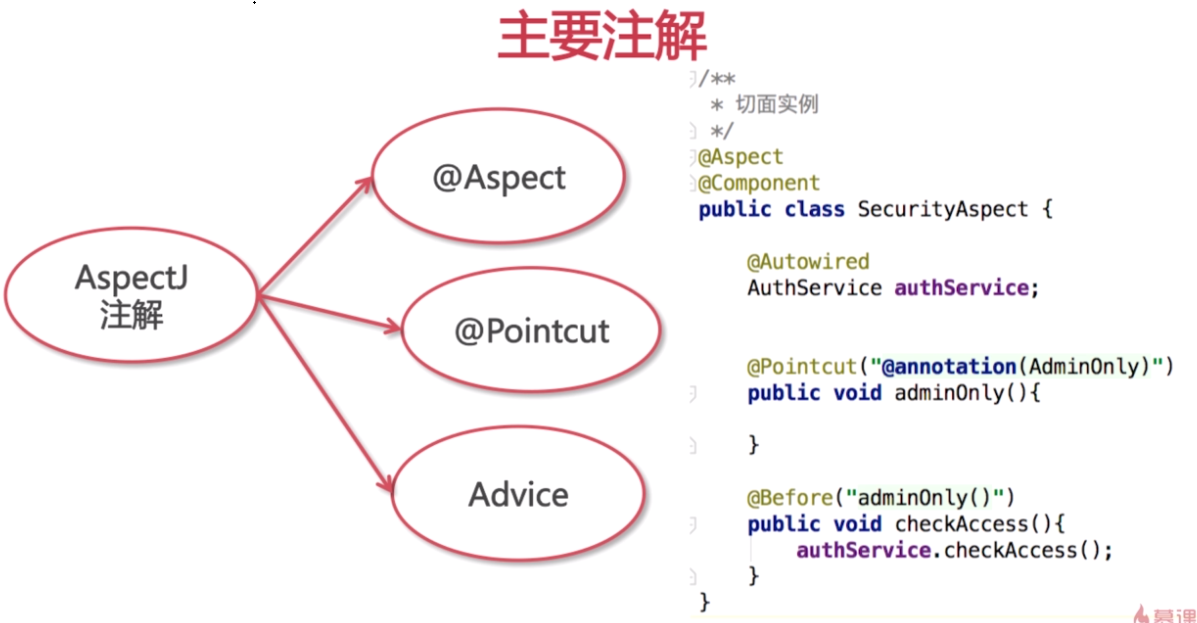 主要注解
AspectJ
注解
@Aspect
@Pointcut
Advice
/**
* 切面实例
*/
@Aspect
@Component
public class SecurityAspect {
@Autowired
AuthService authService;
@Pointcut("@annotation(AdminOnly)")
public void adminOnly(){
}
@Before("adminOnly()")
public void checkAccess(){
authService.checkAccess();
}
}
慕课